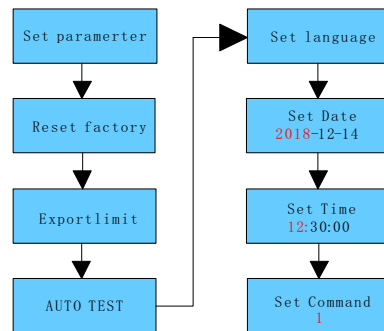 Set paramerter
Reset factory
Exportlimit
AUTO TEST
Set language
Set Date
2018-12-14
Set Time
12:30:00
Set Command
1